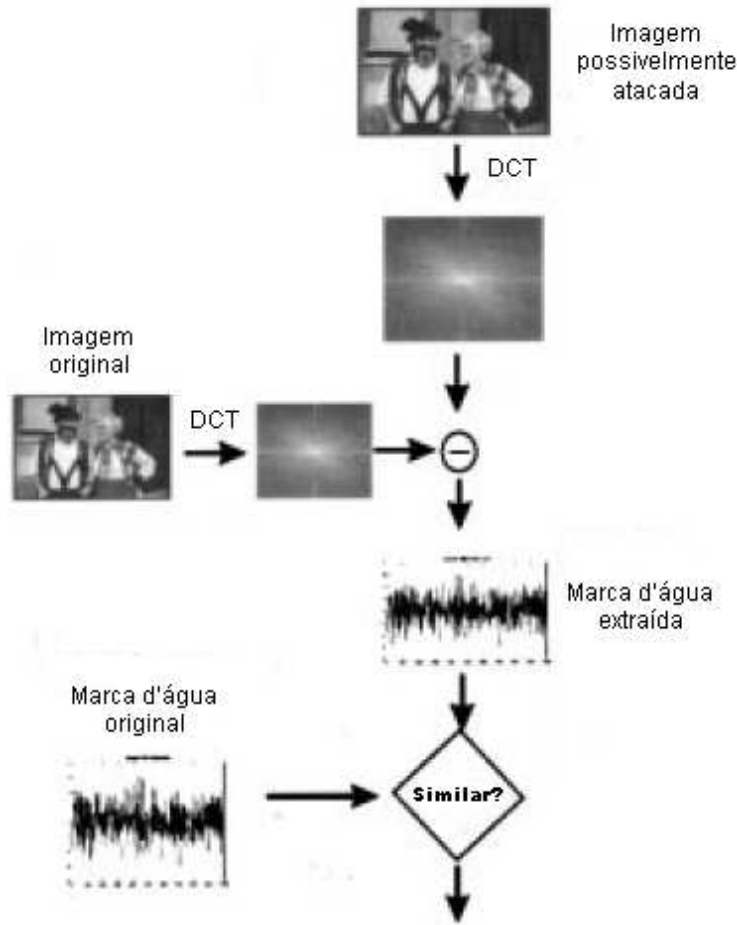 Imagem
possivelmente
atacada
DCT
Imagem
original
DCT
Marca d'água
extraída
Marca d'água
original
Similar?